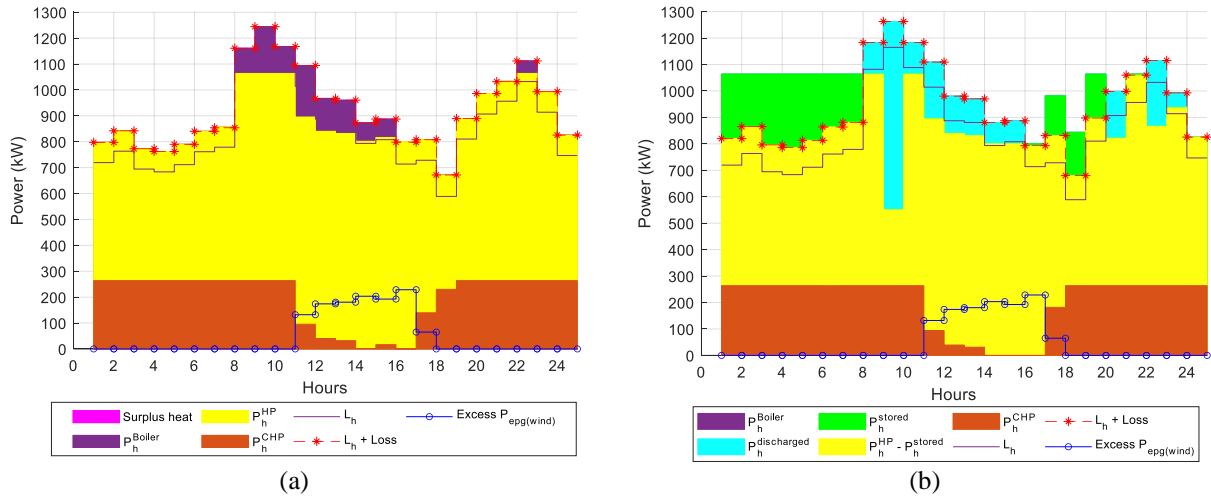 1300
1200
1100
1000
900
800
700
600
500
400
300
200
100
0
Power (kW)
0 2 4 6 8 10 12 14 16 18 20 22 24
Hours
Surplus heat P_h^HP L_h Excess P_epg(wind)
P_h^Boiler P_h^CHP L_h + Loss
(a)
1300
1200
1100
1000
900
800
700
600
500
400
300
200
100
0
Power (kW)
0 2 4 6 8 10 12 14 16 18 20 22 24
Hours
P_h^Boiler P_h^stored P_h^CHP L_h + Loss
P_h^discharged P_h^HP - P_h^stored L_h Excess P_epg(wind)
(b)